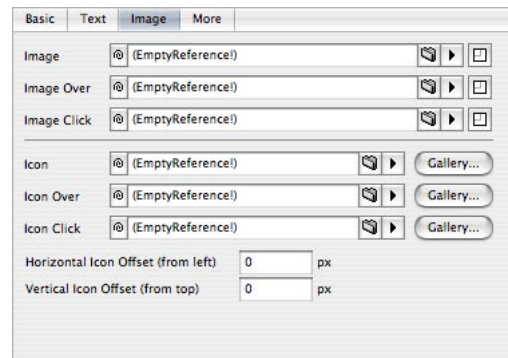 Basic Text Image More
Image (EmptyReference!)
Image Over (EmptyReference!)
Image Click (EmptyReference!)
Icon (EmptyReference!) Gallery...
Icon Over (EmptyReference!) Gallery...
Icon Click (EmptyReference!) Gallery...
Horizontal Icon Offset (from left) 0 px
Vertical Icon Offset (from top) 0 px